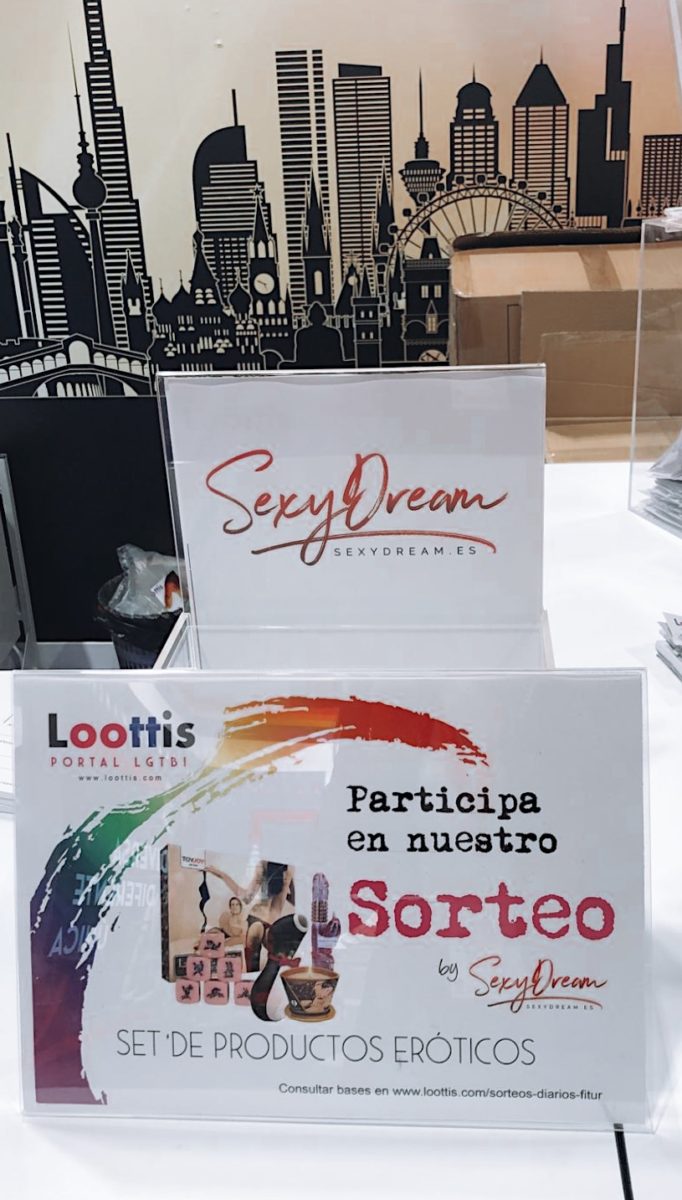 SexyDream
SEXYDREAM.ES
Loottis
PORTAL LGTBI
www.loottis.com
Participa
en nuestro
Sorteo
by SexyDream
SEXYDREAM.ES
TOYJOY
SET DE PRODUCTOS ERÓTICOS
Consultar bases en www.loottis.com/sorteos-diarios-fitur